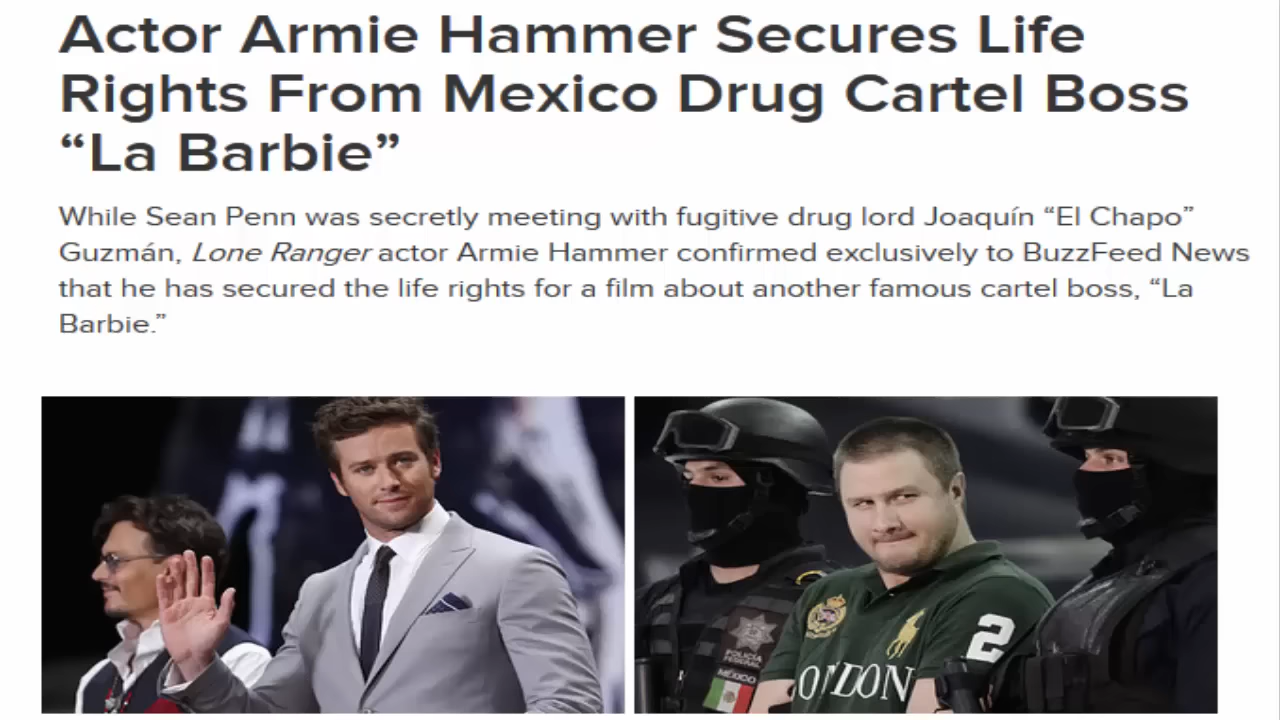 Actor Armie Hammer Secures Life
Rights From Mexico Drug Cartel Boss
“La Barbie”
While Sean Penn was secretly meeting with fugitive drug lord Joaquín “El Chapo”
Guzmán, Lone Ranger actor Armie Hammer confirmed exclusively to BuzzFeed News
that he has secured the life rights for a film about another famous cartel boss, “La
Barbie.”
POLICÍA
FEDERAL
MÉXICO
2
LONDON